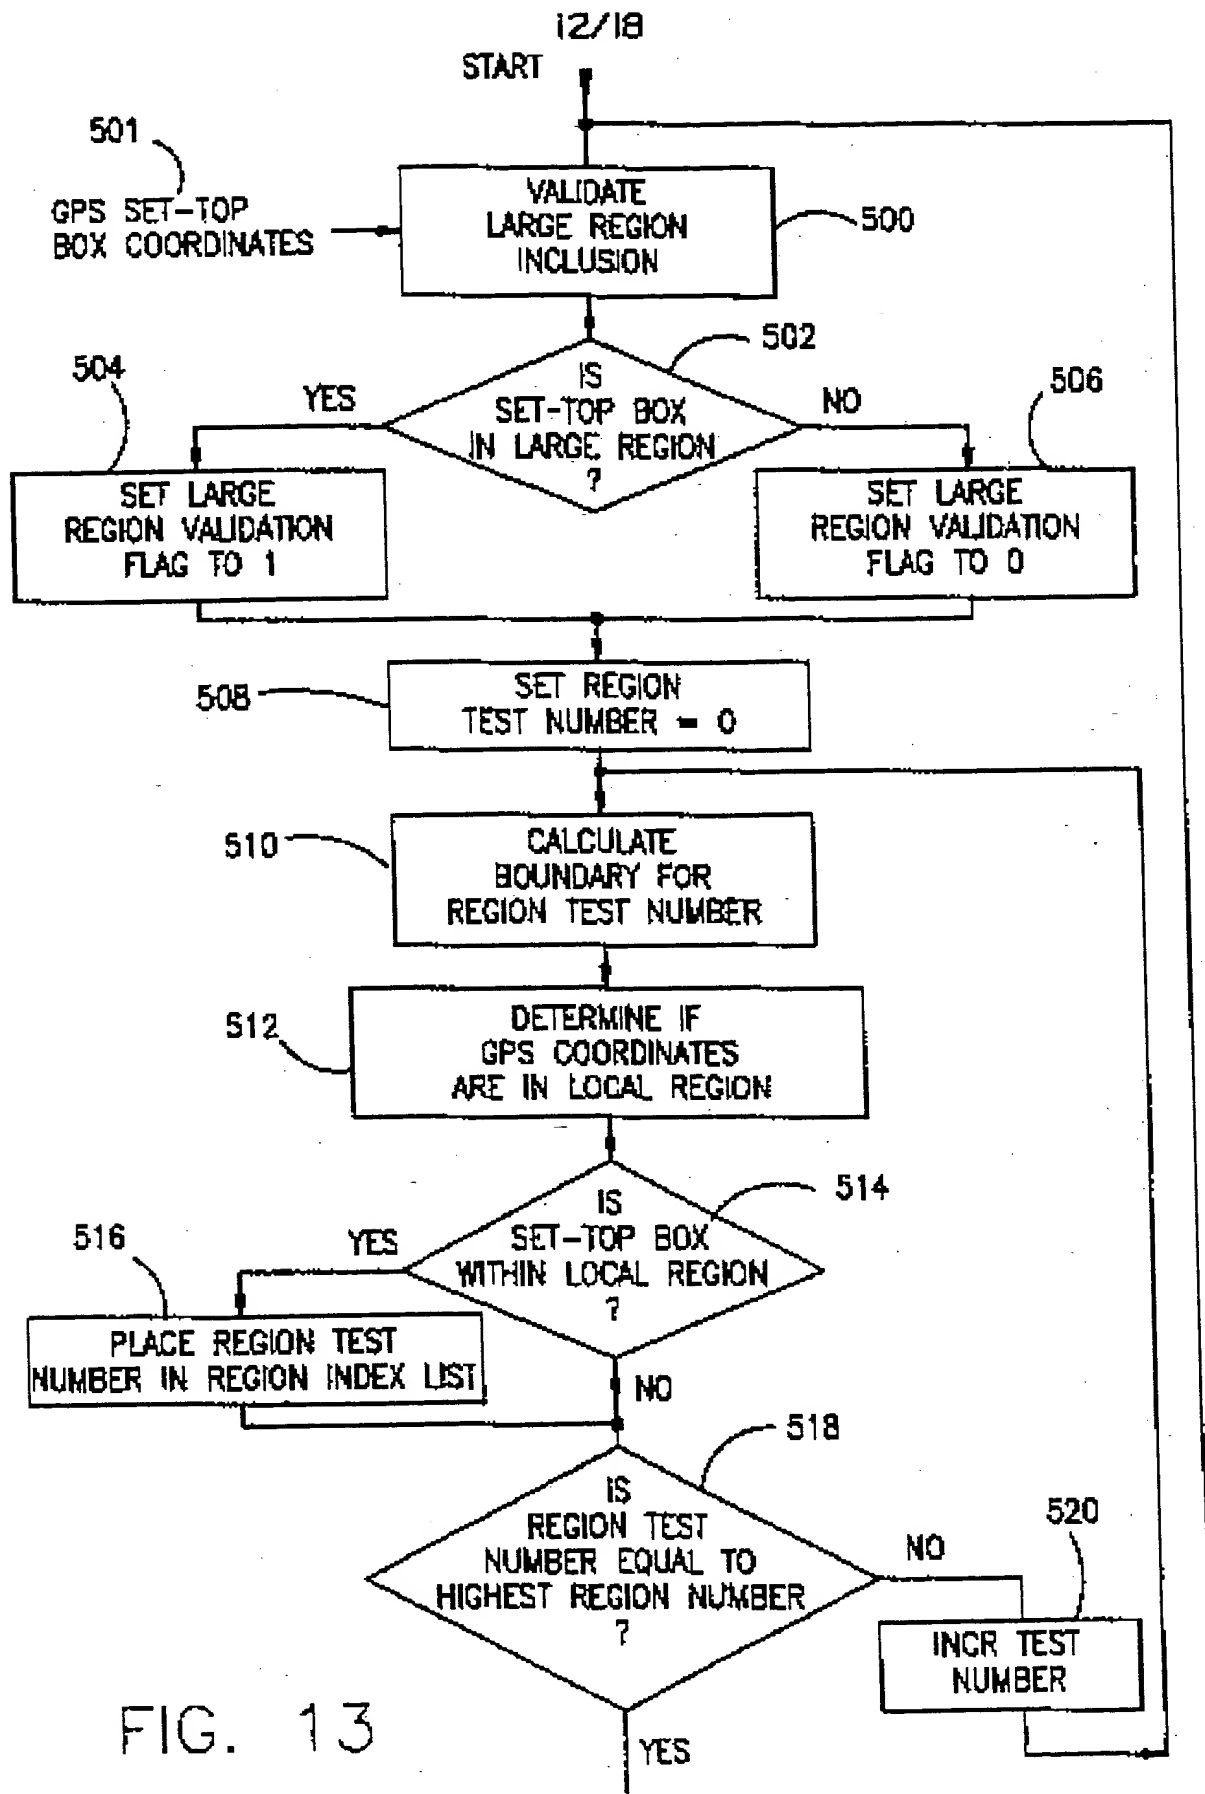 12/18
START
501
GPS SET-TOP
BOX COORDINATES
VALIDATE
LARGE REGION
INCLUSION
500
502
IS
SET-TOP BOX
IN LARGE REGION
?
504
YES
NO
506
SET LARGE
REGION VALIDATION
FLAG TO 1
SET LARGE
REGION VALIDATION
FLAG TO 0
508
SET REGION
TEST NUMBER = 0
510
CALCULATE
BOUNDARY FOR
REGION TEST NUMBER
512
DETERMINE IF
GPS COORDINATES
ARE IN LOCAL REGION
514
IS
SET-TOP BOX
WITHIN LOCAL REGION
?
516
YES
PLACE REGION TEST
NUMBER IN REGION INDEX LIST
NO
518
IS
REGION TEST
NUMBER EQUAL TO
HIGHEST REGION NUMBER
?
NO
520
INCR TEST
NUMBER
FIG. 13
YES